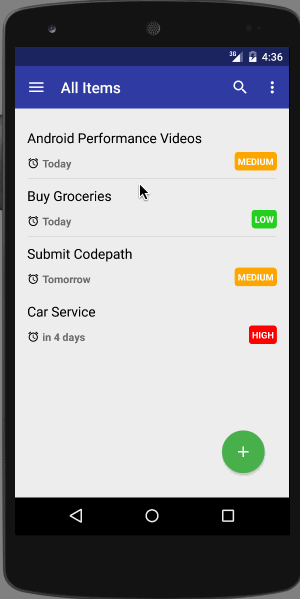 3G 4:36
All Items
Android Performance Videos
Today
MEDIUM
Buy Groceries
Today
LOW
Submit Codepath
Tomorrow
MEDIUM
Car Service
in 4 days
HIGH